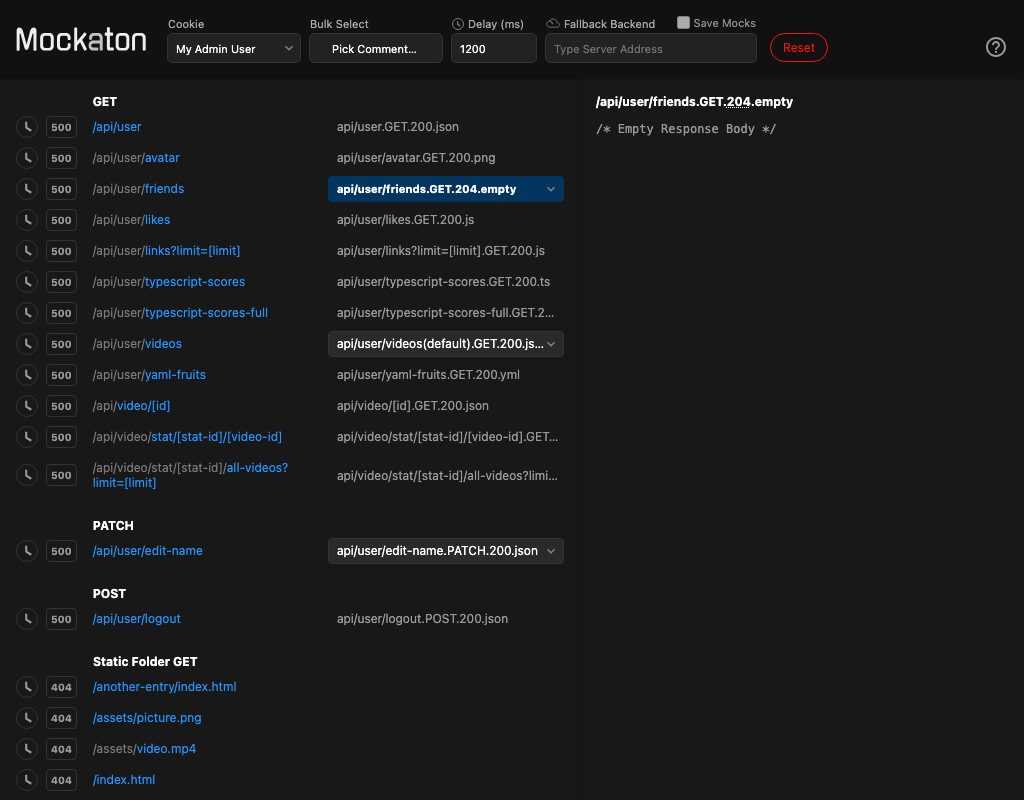 Mockaton
Cookie
My Admin User
Bulk Select
Pick Comment...
Delay (ms)
1200
Fallback Backend
Type Server Address
Save Mocks
Reset
?
GET
500 /api/user api/user.GET.200.json
500 /api/user/avatar api/user/avatar.GET.200.png
500 /api/user/friends api/user/friends.GET.204.empty
500 /api/user/likes api/user/likes.GET.200.js
500 /api/user/links?limit=[limit] api/user/links?limit=[limit].GET.200.js
500 /api/user/typescript-scores api/user/typescript-scores.GET.200.ts
500 /api/user/typescript-scores-full api/user/typescript-scores-full.GET.2...
500 /api/user/videos api/user/videos(default).GET.200.js...
500 /api/user/yaml-fruits api/user/yaml-fruits.GET.200.yml
500 /api/video/[id] api/video/[id].GET.200.json
500 /api/video/stat/[stat-id]/[video-id] api/video/stat/[stat-id]/[video-id].GET...
500 /api/video/stat/[stat-id]/all-videos? api/video/stat/[stat-id]/all-videos?limi...
limit=[limit]
PATCH
500 /api/user/edit-name api/user/edit-name.PATCH.200.json
POST
500 /api/user/logout api/user/logout.POST.200.json
Static Folder GET
404 /another-entry/index.html
404 /assets/picture.png
404 /assets/video.mp4
404 /index.html
/api/user/friends.GET.204.empty
/* Empty Response Body */